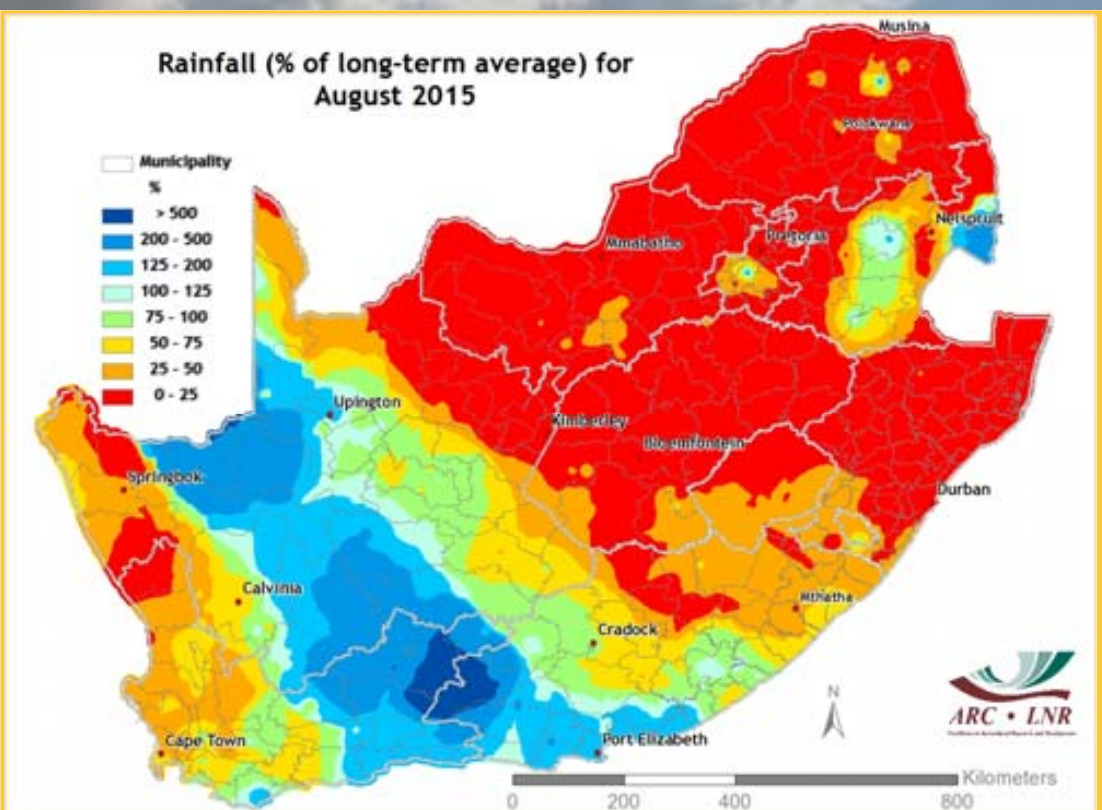 Rainfall (% of long-term average) for
August 2015
Municipality
%
> 500
200 - 500
125 - 200
100 - 125
75 - 100
50 - 75
25 - 50
0 - 25
Musina
Polokwane
Nelspruit
Pretoria
Mmabatho
Upington
Kimberley
Bloemfontein
Springbok
Durban
Calvinia
Mthatha
Cradock
Cape Town
Port Elizabeth
N
ARC • LNR
Kilometers
0 200 400 800